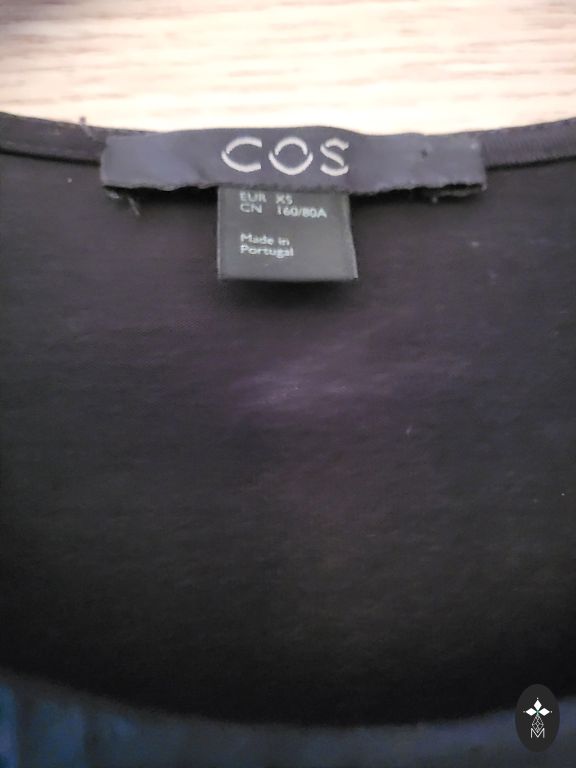 COS
EUR XS
CN 160/80A
Made in
Portugal
M